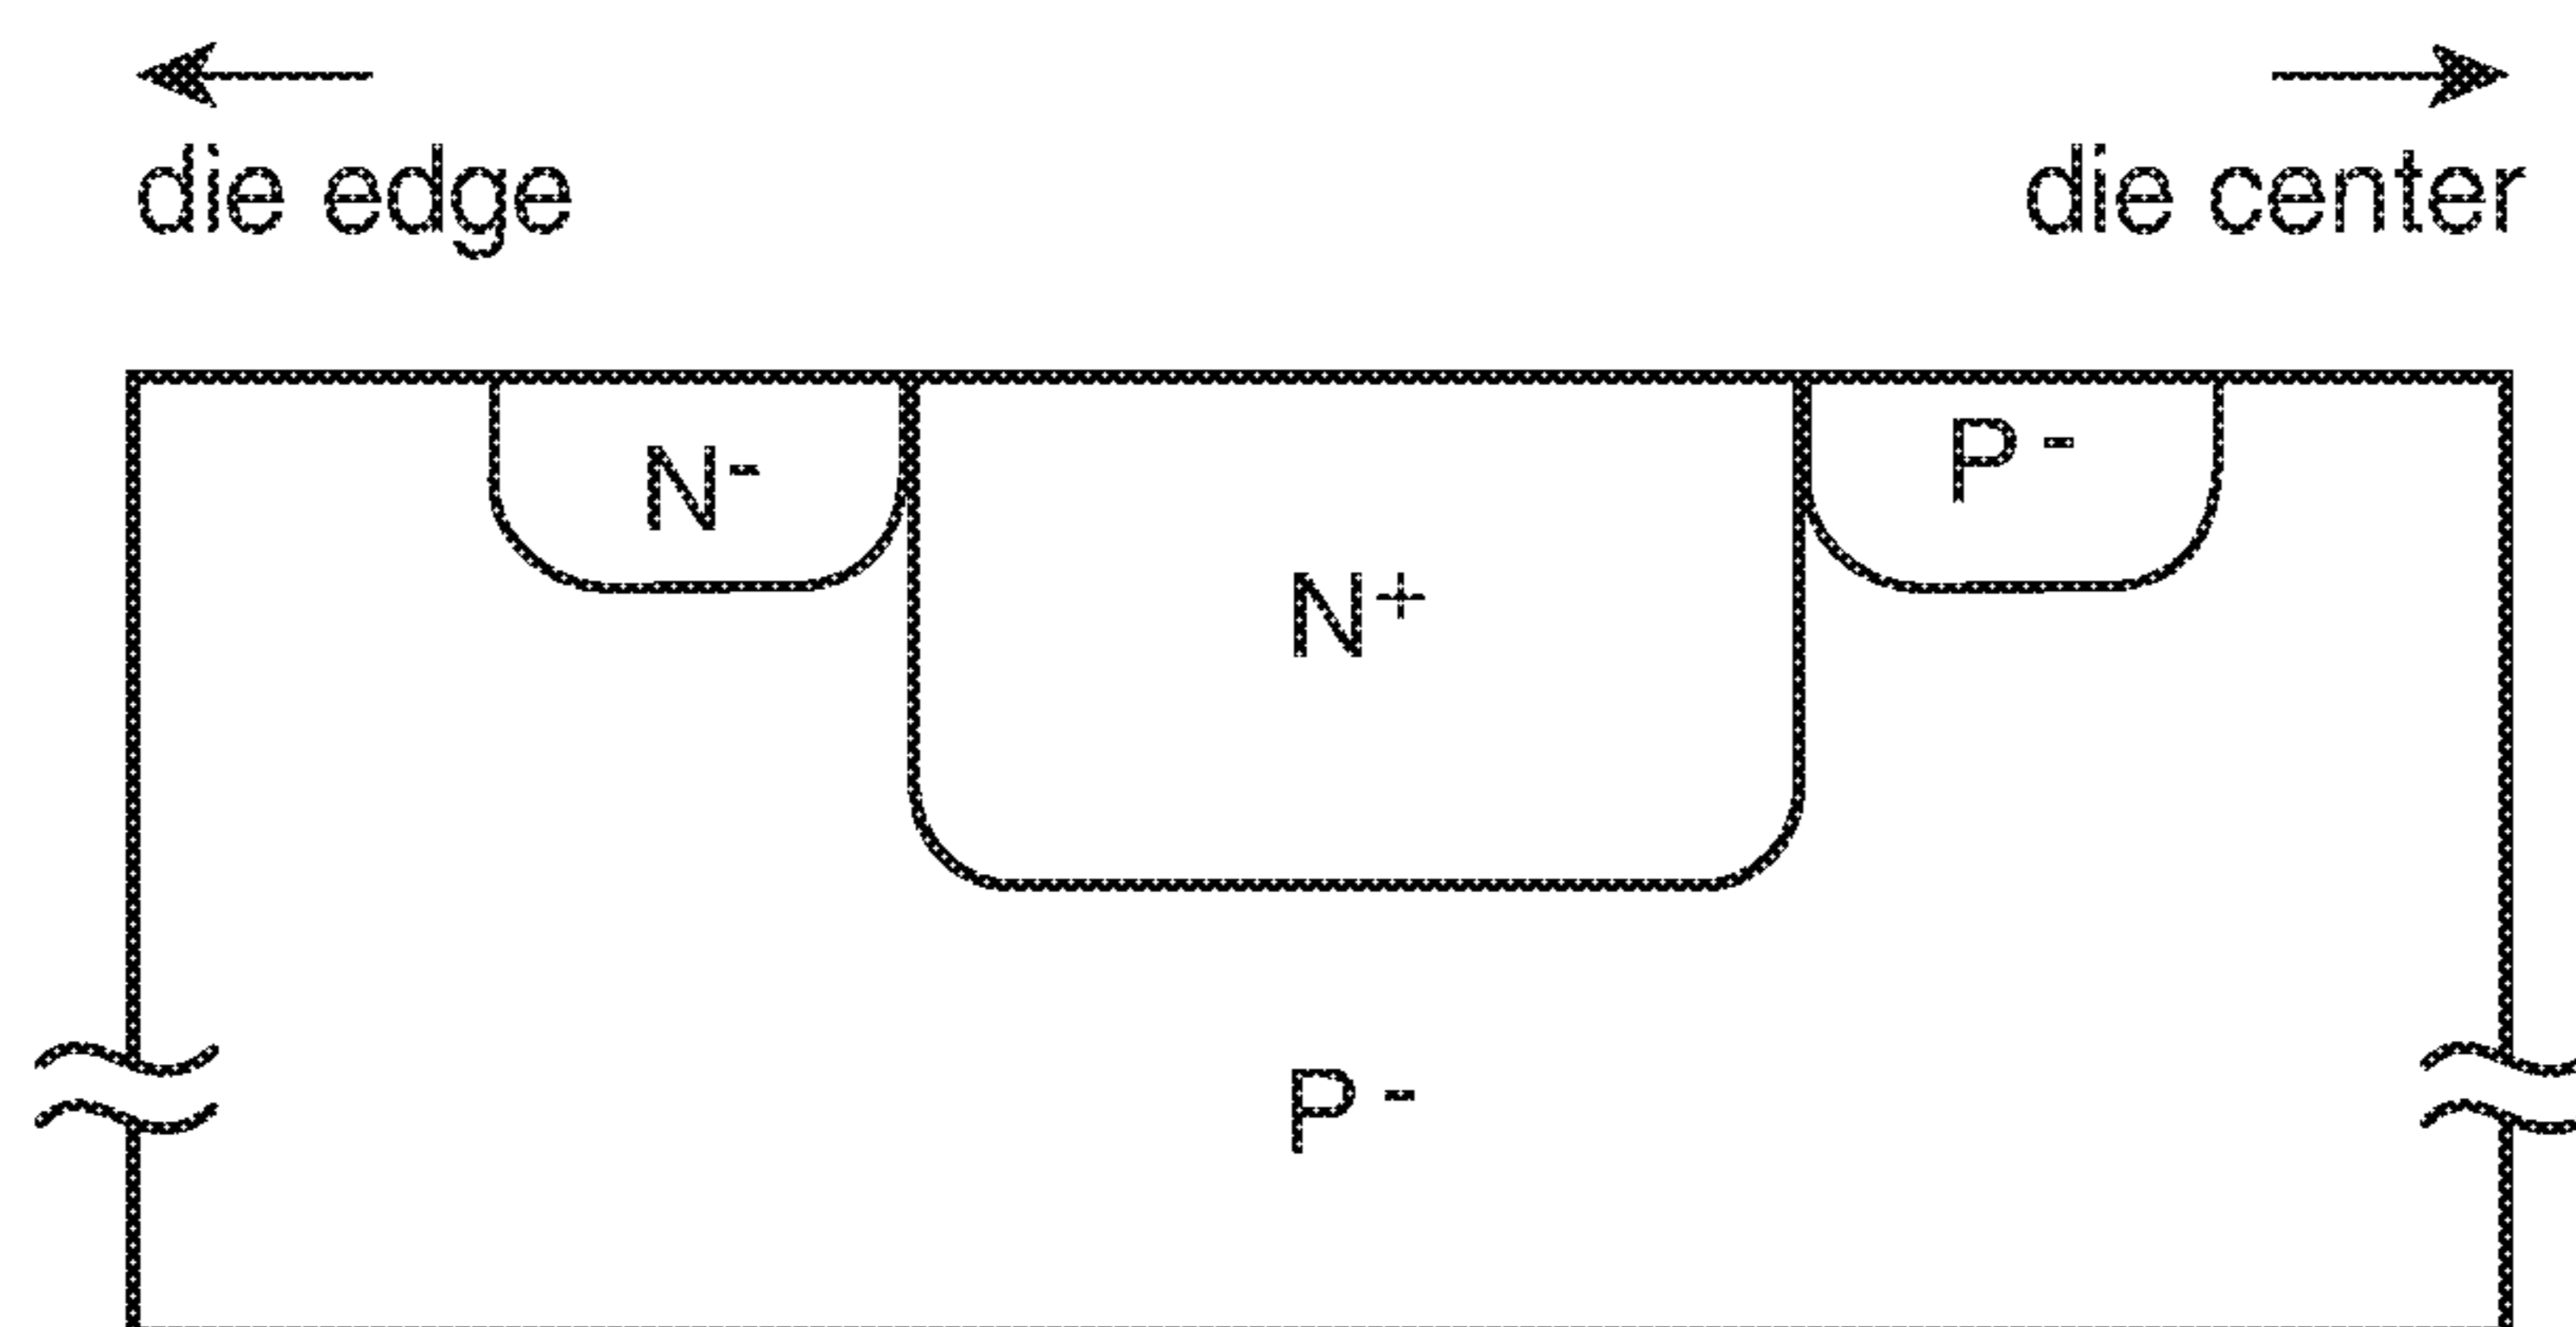 die edge
die center
N-
P-
N+
P-